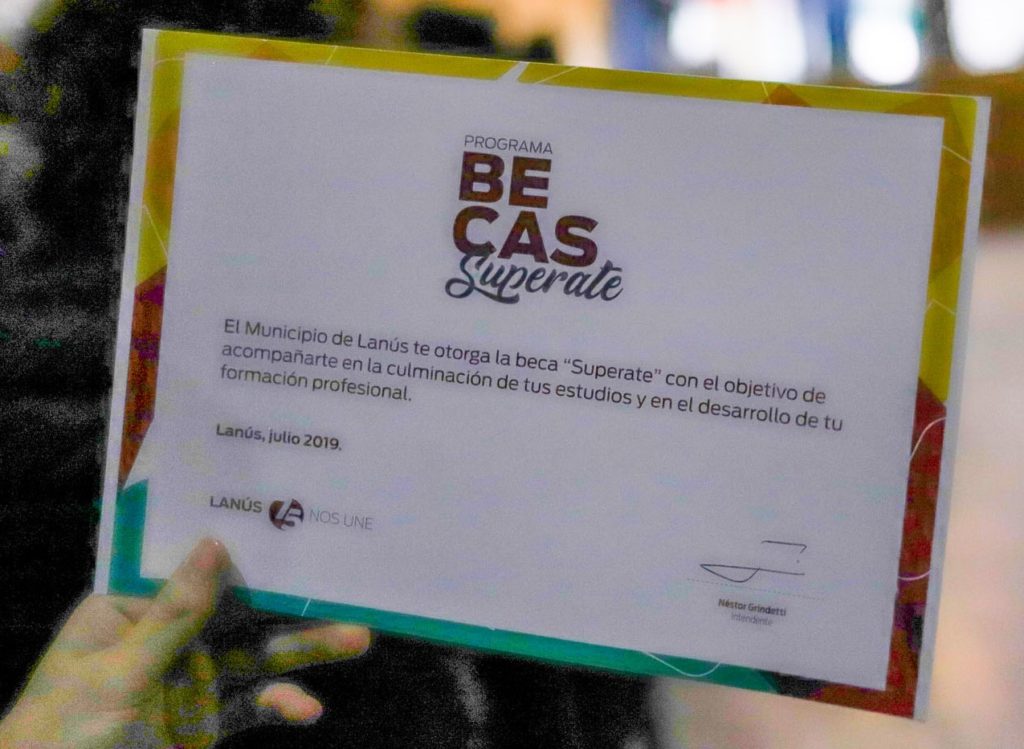 PROGRAMA
BE
CAS
Superate
El Municipio de Lanús te otorga la beca “Superate” con el objetivo de
acompañarte en la culminación de tus estudios y en el desarrollo de tu
formación profesional.
Lanús, julio 2019.
LANÚS NOS UNE
Néstor Grindetti
Intendente